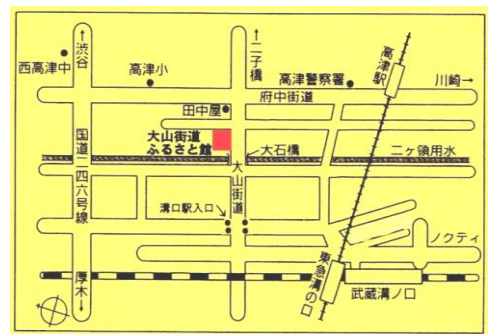 ↑渋谷
↑二子橋
西高津中
高津小
高津警察署
高津駅
川崎→
府中街道
田中屋
大山街道
ふるさと館
大石橋
二ヶ領用水
国道二四六号線
大山街道
溝口駅入口
ノクティ
東急溝の口
武蔵溝ノ口
厚木↓